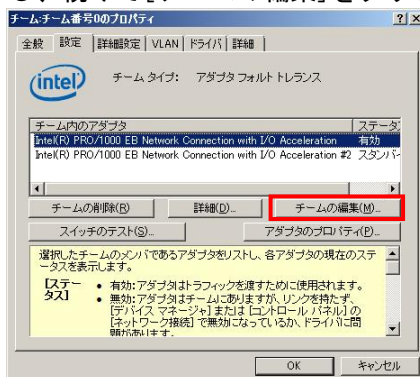 チーム:チーム番号0のプロパティ
全般 設定 詳細設定 VLAN ドライバ 詳細
intel
チーム タイプ: アダプタ フォルト トレランス
チーム内のアダプタ ステータ
Intel(R) PRO/1000 EB Network Connection with I/O Acceleration 有効
Intel(R) PRO/1000 EB Network Connection with I/O Acceleration #2 スタンバイ
チームの削除(R) 詳細(D)... チームの編集(M)...
スイッチのテスト(S)... アダプタのプロパティ(P)...
選択したチームのメンバであるアダプタをリストし、各アダプタの現在のステ
ータスを表示します。
[ステー
タス]
• 有効:アダプタはトラフィックを渡すために使用されます。
• 無効:アダプタはチームにありますが、リンクを持たず、
[デバイス マネージャ]または [コントロール パネル]の
[ネットワーク接続]で無効になっているか、ドライバに問
題があります。
OK キャンセル